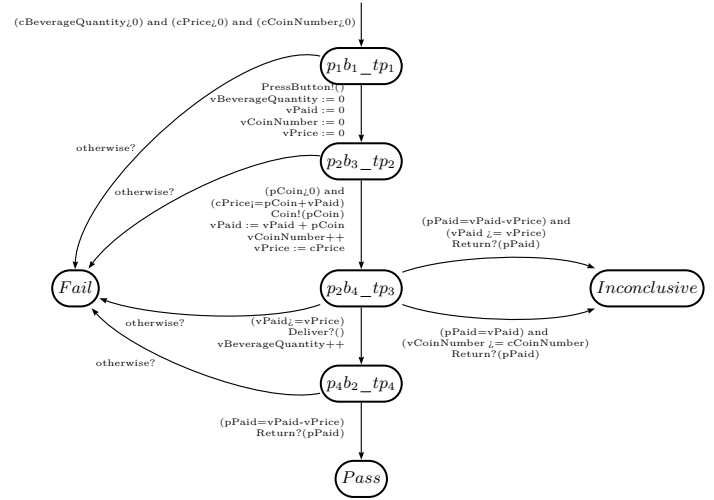 (cBeverageQuantity¿0) and (cPrice¿0) and (cCoinNumber¿0)
p₁b₁_tp₁
PressButton!()
vBeverageQuantity := 0
vPaid := 0
vCoinNumber := 0
vPrice := 0
otherwise?
p₂b₃_tp₂
otherwise?
(pCoin¿0) and
(cPrice¡=pCoin+vPaid)
Coin!(pCoin)
vPaid := vPaid + pCoin
vCoinNumber++
vPrice := cPrice
(pPaid=vPaid-vPrice) and
(vPaid ¿= vPrice)
Return?(pPaid)
Fail
p₂b₄_tp₃
Inconclusive
otherwise?
(vPaid¿=vPrice)
Deliver?()
vBeverageQuantity++
(pPaid=vPaid) and
(vCoinNumber ¿= cCoinNumber)
Return?(pPaid)
otherwise?
p₄b₂_tp₄
(pPaid=vPaid-vPrice)
Return?(pPaid)
Pass